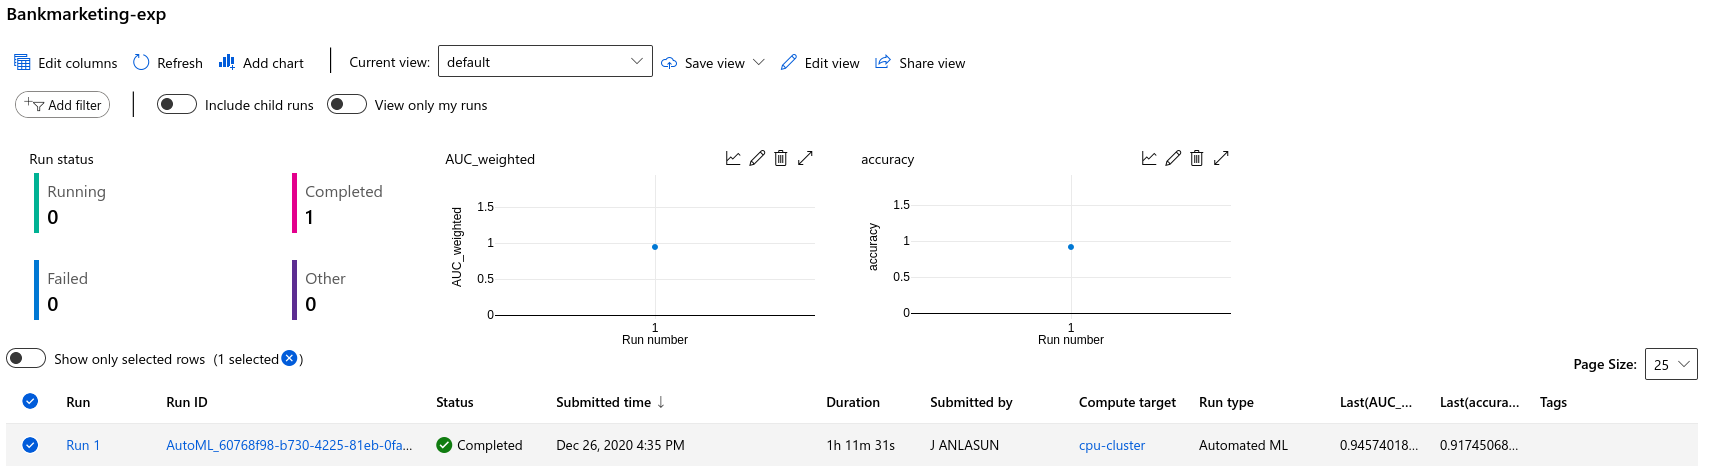 Bankmarketing-exp
Edit columns Refresh Add chart Current view: default Save view Edit view Share view
Add filter Include child runs View only my runs
Run status
Running
0
Completed
1
Failed
0
Other
0
AUC_weighted
AUC_weighted
1.5
1
0.5
0
1
Run number
accuracy
accuracy
1.5
1
0.5
0
1
Run number
Show only selected rows (1 selected )
Page Size: 25
Run Run ID Status Submitted time ↓ Duration Submitted by Compute target Run type Last(AUC_... Last(accura... Tags
Run 1 AutoML_60768f98-b730-4225-81eb-0fa... Completed Dec 26, 2020 4:35 PM 1h 11m 31s J ANLASUN cpu-cluster Automated ML 0.94574018... 0.91745068...